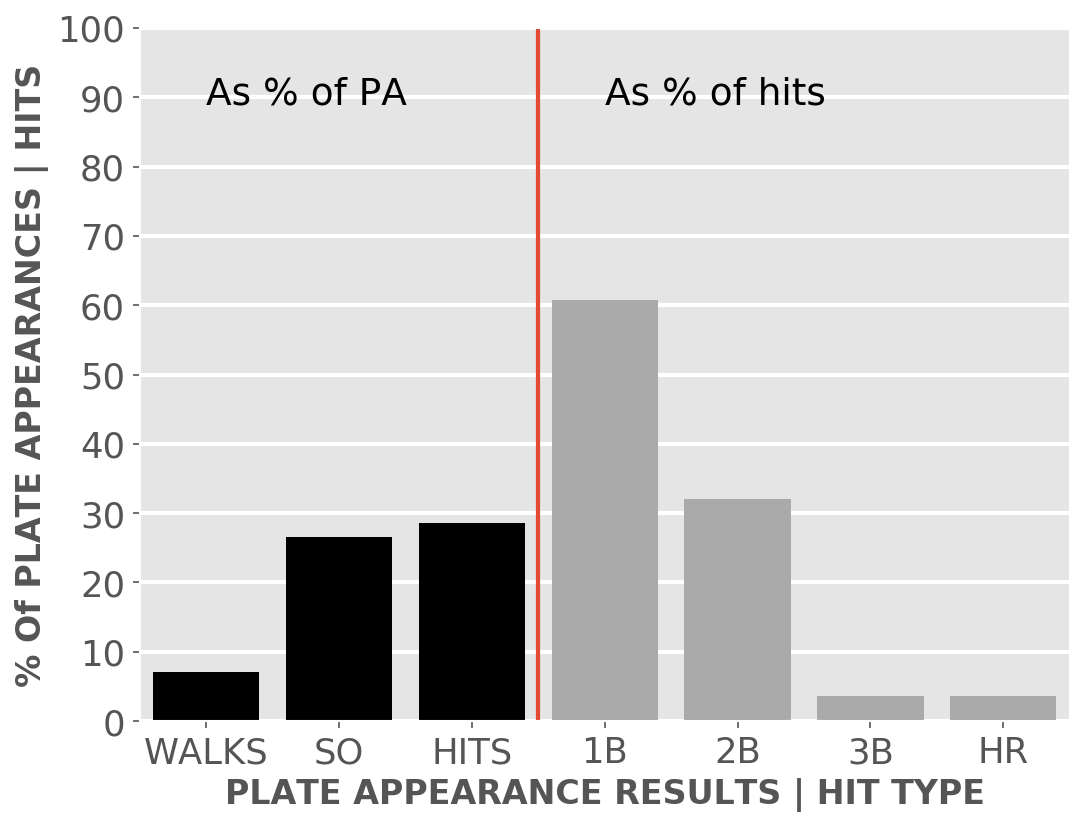 % Of PLATE APPEARANCES | HITS
100
90
80
70
60
50
40
30
20
10
0
As % of PA
As % of hits
WALKS SO HITS 1B 2B 3B HR
PLATE APPEARANCE RESULTS | HIT TYPE